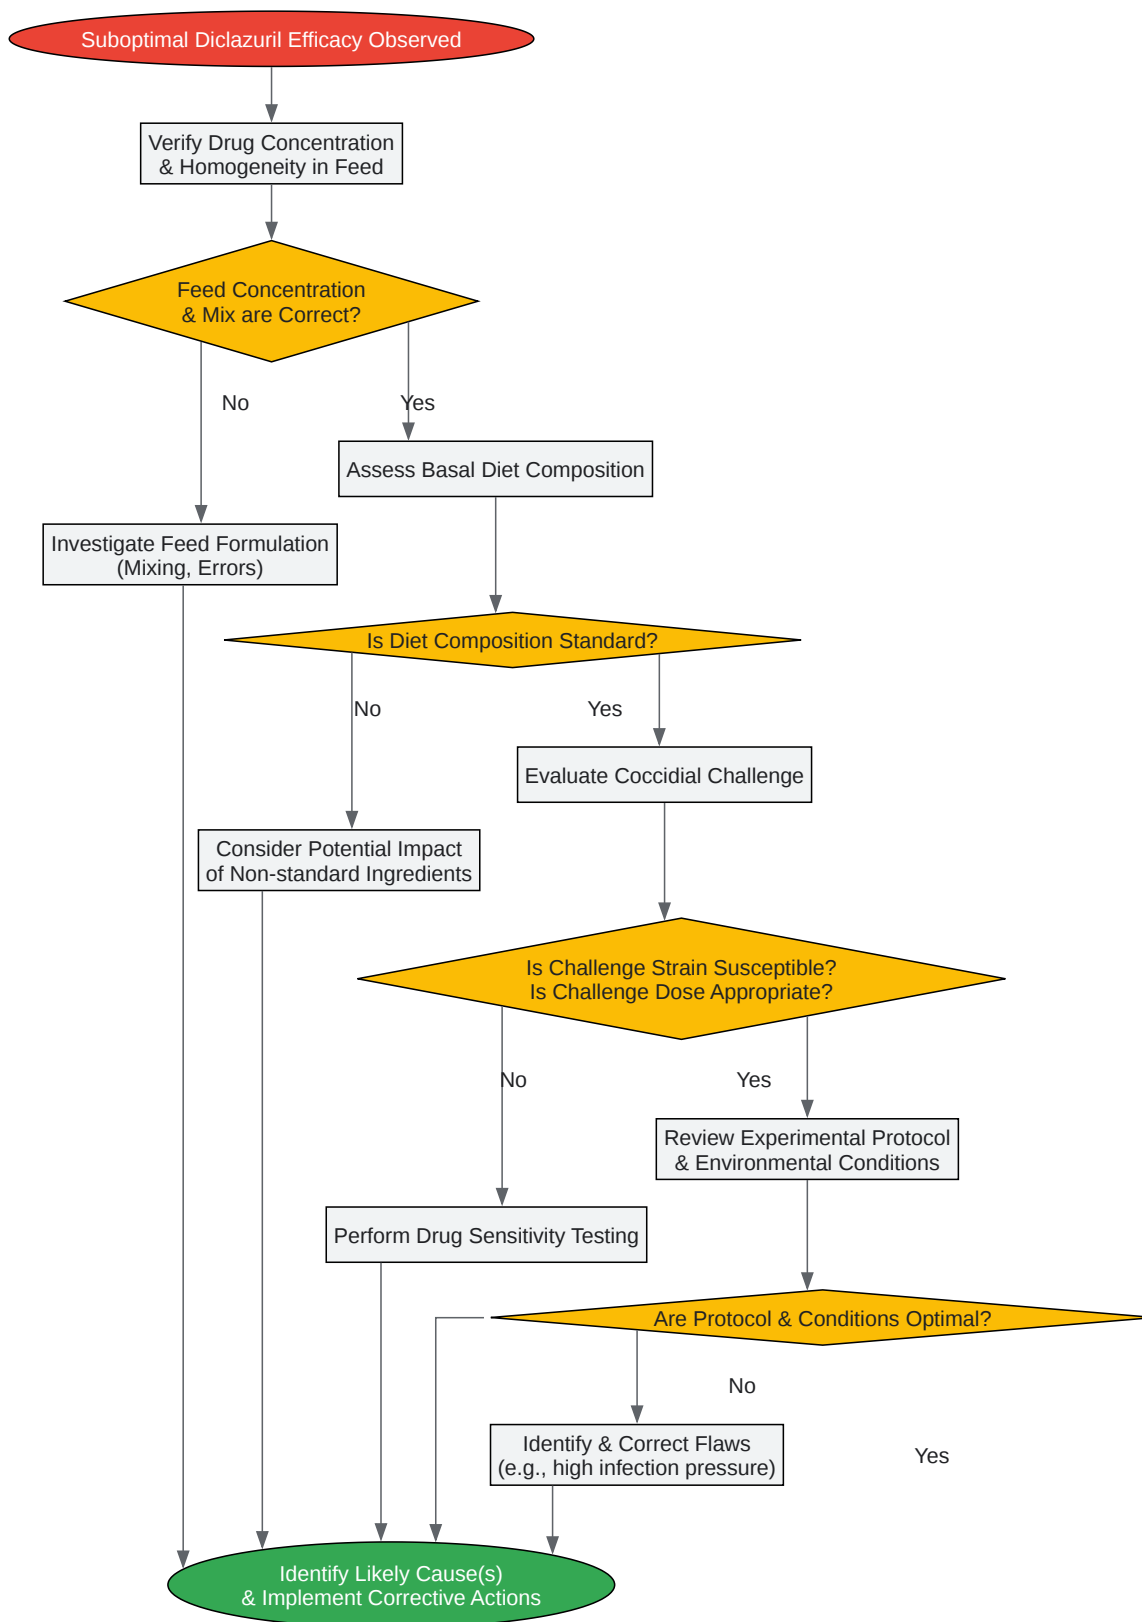 Suboptimal Diclazuril Efficacy Observed
Verify Drug Concentration
& Homogeneity in Feed
Feed Concentration
& Mix are Correct?
No
Yes
Assess Basal Diet Composition
Investigate Feed Formulation
(Mixing, Errors)
Is Diet Composition Standard?
No
Yes
Evaluate Coccidial Challenge
Consider Potential Impact
of Non-standard Ingredients
Is Challenge Strain Susceptible?
Is Challenge Dose Appropriate?
No
Yes
Review Experimental Protocol
& Environmental Conditions
Perform Drug Sensitivity Testing
Are Protocol & Conditions Optimal?
No
Identify & Correct Flaws
(e.g., high infection pressure)
Yes
Identify Likely Cause(s)
& Implement Corrective Actions